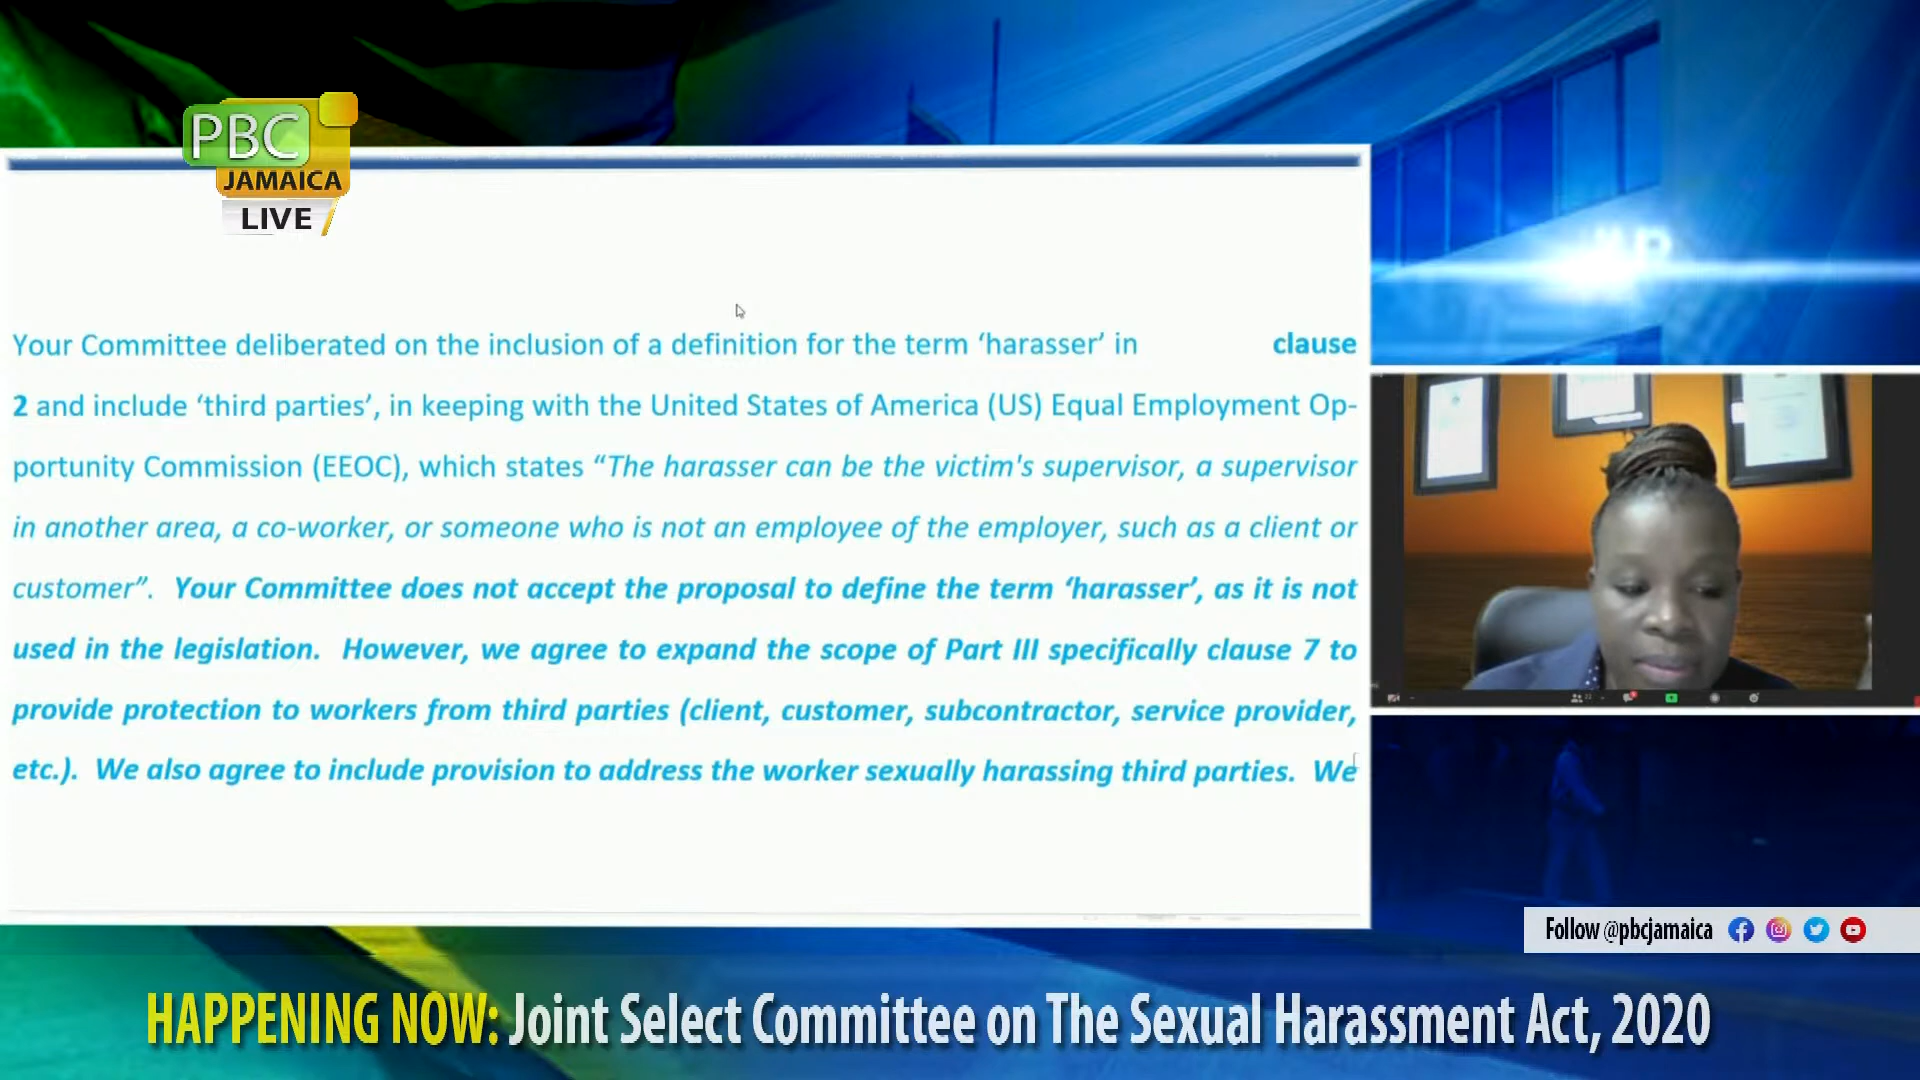 PBC
JAMAICA
LIVE
Your Committee deliberated on the inclusion of a definition for the term ‘harasser’ in clause
2 and include ‘third parties’, in keeping with the United States of America (US) Equal Employment Op-
portunity Commission (EEOC), which states “The harasser can be the victim's supervisor, a supervisor
in another area, a co-worker, or someone who is not an employee of the employer, such as a client or
customer”. Your Committee does not accept the proposal to define the term ‘harasser’, as it is not
used in the legislation. However, we agree to expand the scope of Part III specifically clause 7 to
provide protection to workers from third parties (client, customer, subcontractor, service provider,
etc.). We also agree to include provision to address the worker sexually harassing third parties. We
Follow @pbcjamaica
HAPPENING NOW: Joint Select Committee on The Sexual Harassment Act, 2020